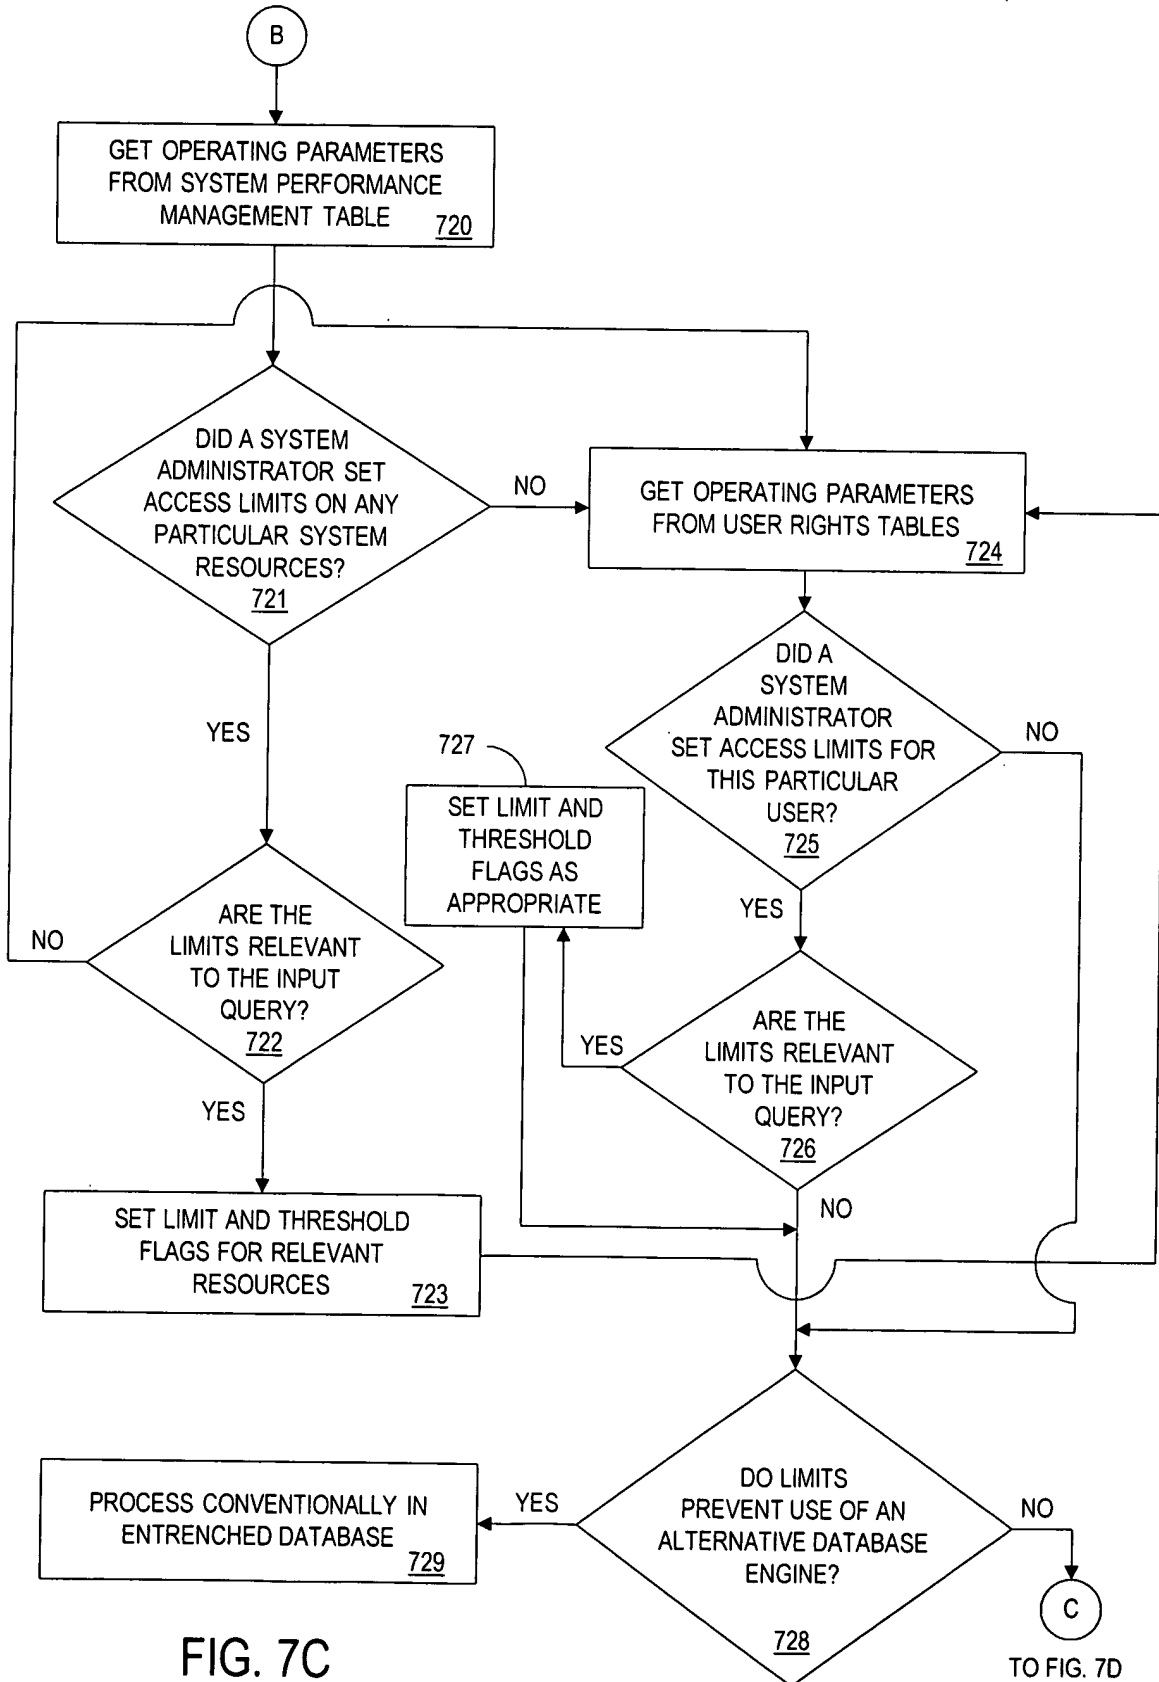 B
GET OPERATING PARAMETERS
FROM SYSTEM PERFORMANCE
MANAGEMENT TABLE
720
DID A SYSTEM
ADMINISTRATOR SET
ACCESS LIMITS ON ANY
PARTICULAR SYSTEM
RESOURCES?
721
NO
GET OPERATING PARAMETERS
FROM USER RIGHTS TABLES
724
YES
DID A
SYSTEM
ADMINISTRATOR
SET ACCESS LIMITS FOR
THIS PARTICULAR
USER?
725
NO
727
SET LIMIT AND
THRESHOLD
FLAGS AS
APPROPRIATE
YES
ARE THE
LIMITS RELEVANT
TO THE INPUT
QUERY?
722
NO
YES
ARE THE
LIMITS RELEVANT
TO THE INPUT
QUERY?
726
YES
NO
SET LIMIT AND THRESHOLD
FLAGS FOR RELEVANT
RESOURCES
723
DO LIMITS
PREVENT USE OF AN
ALTERNATIVE DATABASE
ENGINE?
728
YES
NO
PROCESS CONVENTIONALLY IN
ENTRENCHED DATABASE
729
C
TO FIG. 7D
FIG. 7C